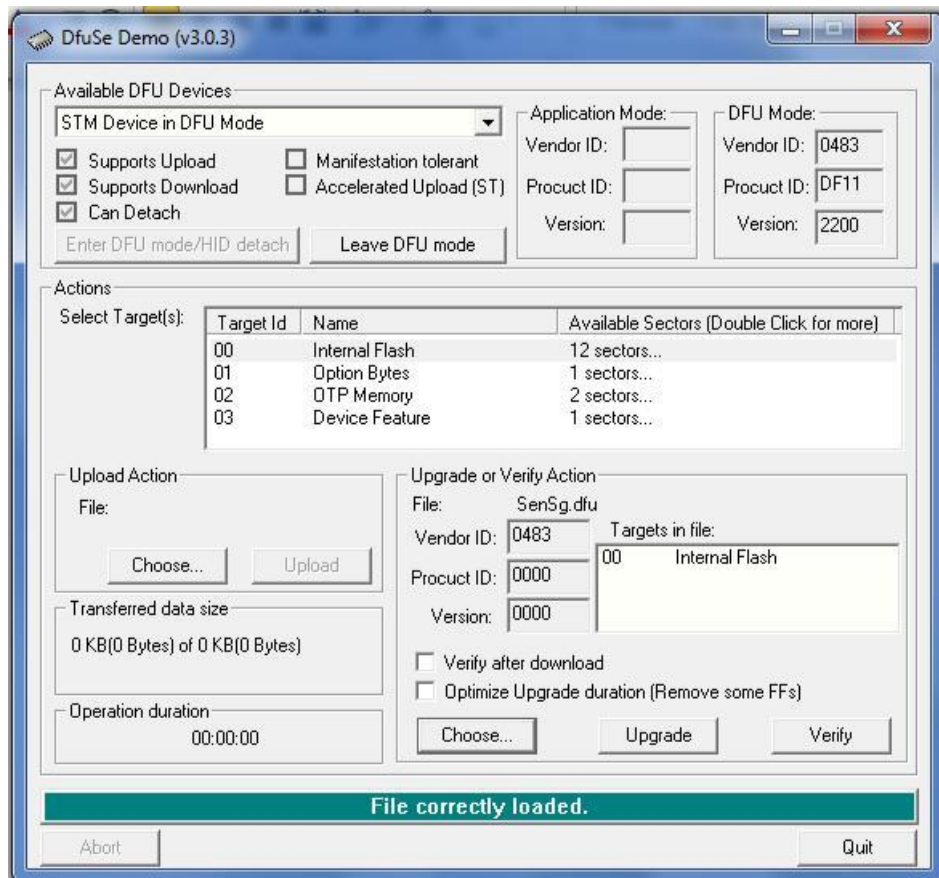 DfuSe Demo (v3.0.3)
Available DFU Devices
STM Device in DFU Mode
Supports Upload
Manifestation tolerant
Supports Download
Accelerated Upload (ST)
Can Detach
Enter DFU mode/HID detach
Leave DFU mode
Application Mode:
Vendor ID:
Procuct ID:
Version:
DFU Mode:
Vendor ID: 0483
Procuct ID: DF11
Version: 2200
Actions
Select Target(s):
Target Id Name Available Sectors (Double Click for more)
00 Internal Flash 12 sectors...
01 Option Bytes 1 sectors...
02 OTP Memory 2 sectors...
03 Device Feature 1 sectors...
Upload Action
File:
Choose... Upload
Transferred data size
0 KB(0 Bytes) of 0 KB(0 Bytes)
Operation duration
00:00:00
Upgrade or Verify Action
File: SenSg.dfu
Vendor ID: 0483
Procuct ID: 0000
Version: 0000
Targets in file:
00 Internal Flash
Verify after download
Optimize Upgrade duration (Remove some FFs)
Choose... Upgrade Verify
File correctly loaded.
Abort Quit